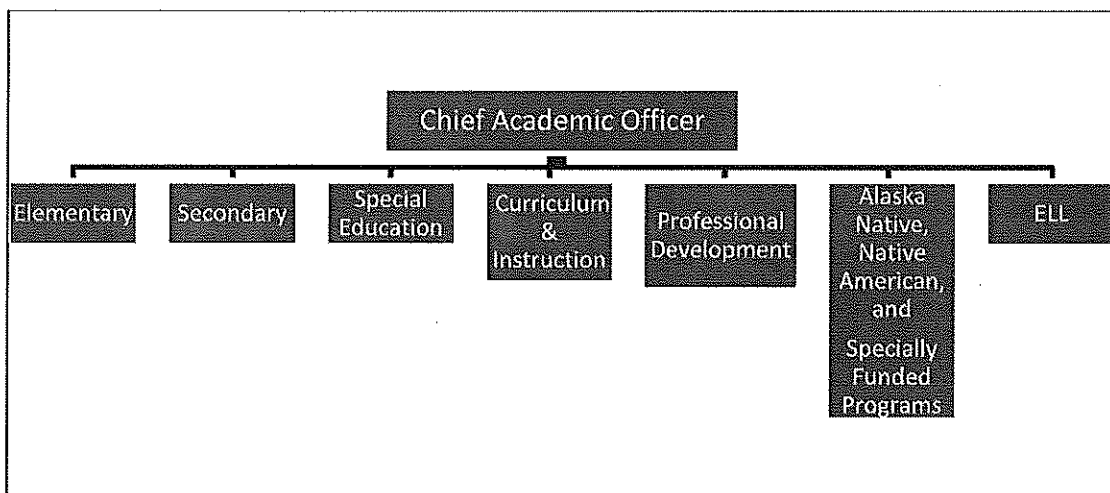 Chief Academic Officer
Elementary
Secondary
Special
Education
Curriculum
&
Instruction
Professional
Development
Alaska
Native,
Native
American,
and
Specially
Funded
Programs
ELL